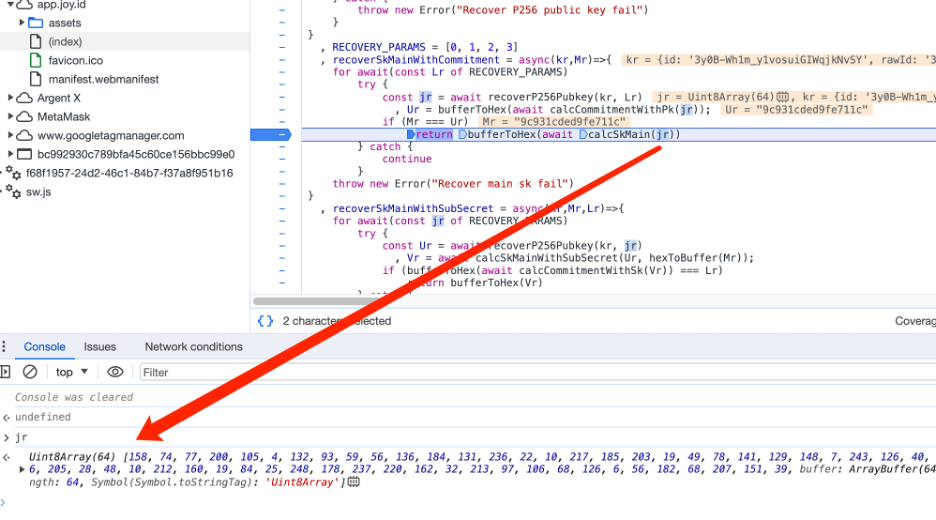 app.joy.id
assets
(index)
favicon.ico
manifest.webmanifest
Argent X
MetaMask
www.googletagmanager.com
bc992930c789bfa45c60ce156bbc99e0
f68f1957-24d2-46c1-84b7-f37a8f951b16
sw.js
throw new Error("Recover P256 public key fail")
}
}
, RECOVERY_PARAMS = [0, 1, 2, 3]
, recoverSkMainWithCommitment = async(kr,Mr)=>{ kr = {id: '3y0B-Wh1m_y1vosuiGIWqjkNvSY', rawId: '3
for await(const Lr of RECOVERY_PARAMS)
try {
const jr = await recoverP256Pubkey(kr, Lr) jr = Uint8Array(64) kr = {id: '3y0B-Wh1m_y
, Ur = bufferToHex(await calcCommitmentWithPk(jr)); Ur = "9c931cded9fe711c"
if (Mr === Ur) Mr = "9c931cded9fe711c"
return bufferToHex(await calcSkMain(jr))
} catch {
continue
}
throw new Error("Recover main sk fail")
}
, recoverSkMainWithSubSecret = async( r,Mr,Lr)=>{
for await(const jr of RECOVERY_PARAMS)
try {
const Ur = await recoverP256Pubkey(kr, jr)
, Vr = aw calcSkMainWithSubSecret(Ur, hexToBuffer(Mr));
if (buff ToHex(await calcCommitmentWithSk(Vr)) === Lr)
return bufferToHex(Vr)
{} 2 characters selected
Coverag
Console
Issues
Network conditions
top
Filter
Console was cleared
undefined
jr
Uint8Array(64) [158, 74, 77, 200, 105, 4, 132, 93, 59, 56, 136, 184, 131, 236, 22, 10, 217, 185, 203, 19, 49, 78, 141, 129, 148, 7, 243, 126, 40,
6, 205, 28, 48, 10, 212, 160, 19, 84, 25, 248, 178, 237, 220, 162, 32, 213, 97, 106, 68, 126, 6, 56, 182, 68, 207, 151, 39, buffer: ArrayBuffer(64
ngth: 64, Symbol(Symbol.toStringTag): 'Uint8Array']